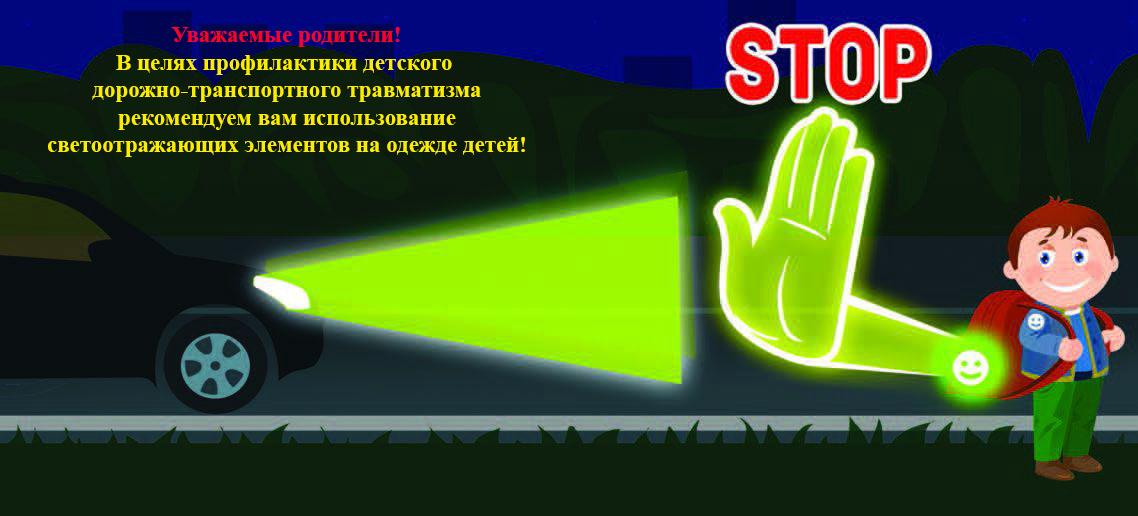 Уважаемые родители!
В целях профилактики детского
дорожно-транспортного травматизма
рекомендуем вам использование
светоотражающих элементов на одежде детей!
STOP